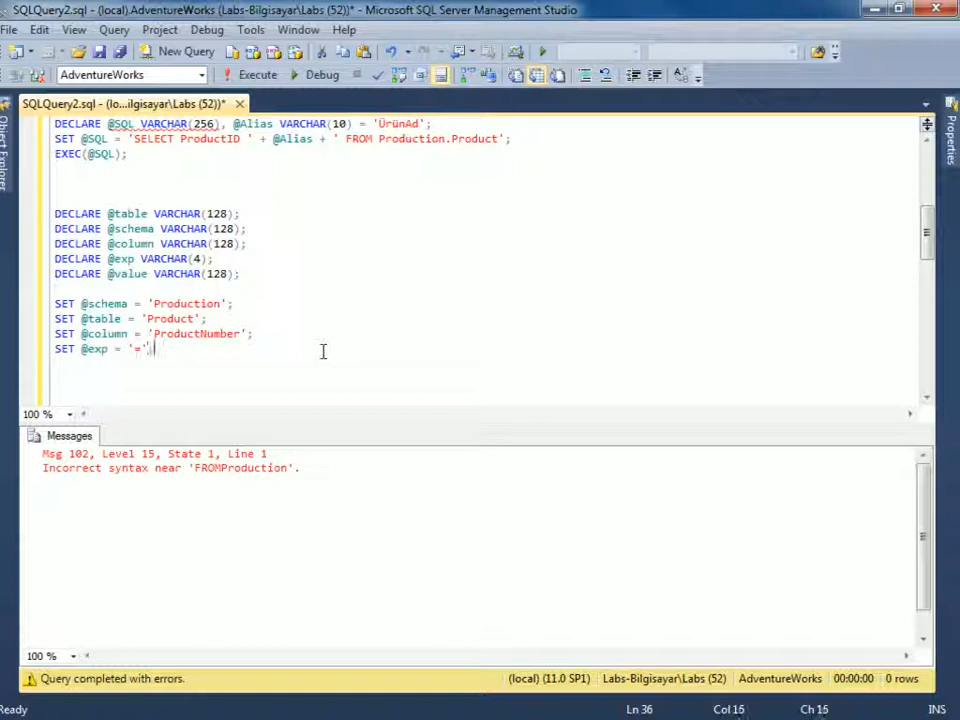 SQLQuery2.sql - (local).AdventureWorks (Labs-Bilgisayar\Labs (52))* - Microsoft SQL Server Management Studio
File Edit View Query Project Debug Tools Window Help
New Query
AdventureWorks Execute Debug
SQLQuery2.sql - (lo...ilgisayar\Labs (52))*
Object Explorer
Properties
DECLARE @SQL VARCHAR(256), @Alias VARCHAR(10) = 'ÜrünAd';
SET @SQL = 'SELECT ProductID ' + @Alias + ' FROM Production.Product';
EXEC(@SQL);
DECLARE @table VARCHAR(128);
DECLARE @schema VARCHAR(128);
DECLARE @column VARCHAR(128);
DECLARE @exp VARCHAR(4);
DECLARE @value VARCHAR(128);
SET @schema = 'Production';
SET @table = 'Product';
SET @column = 'ProductNumber';
SET @exp = '='
100 %
Messages
Msg 102, Level 15, State 1, Line 1
Incorrect syntax near 'FROMProduction'.
100 %
Query completed with errors. (local) (11.0 SP1) Labs-Bilgisayar\Labs (52) AdventureWorks 00:00:00 0 rows
Ready Ln 36 Col 16 Ch 15 INS